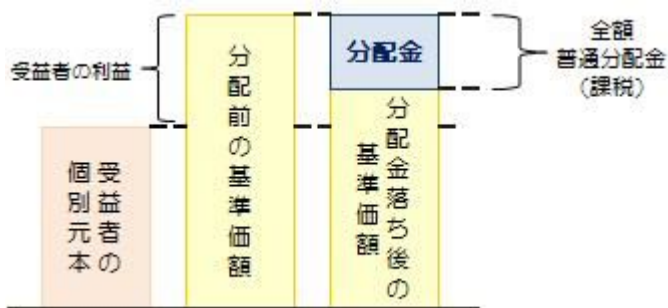 受益者の利益
受益者の
個別元本
分配前の基準価額
分配金
分配金落ち後の
基準価額
全額
普通分配金
(課税)